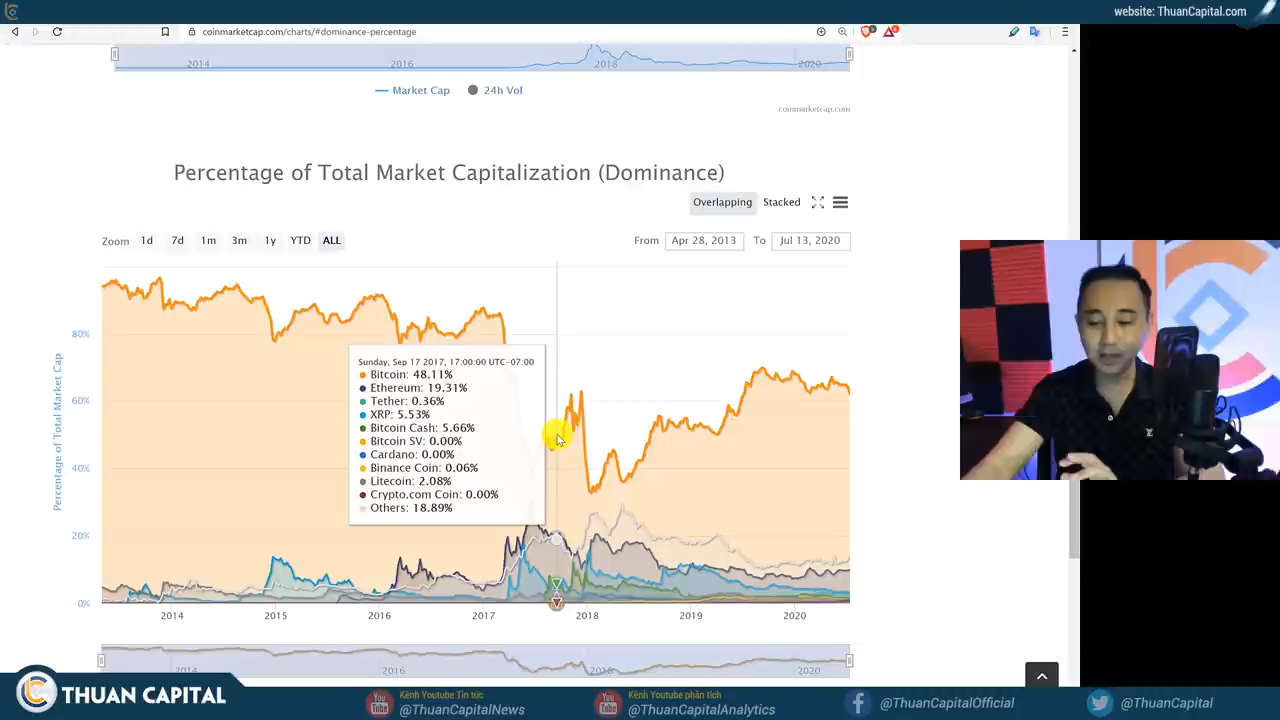 website: ThuanCapital.com
coinmarketcap.com/charts/#dominance-percentage
2014 2016 2018 2020
Market Cap 24h Vol
coinmarketcap.com
Percentage of Total Market Capitalization (Dominance)
Overlapping Stacked
Zoom 1d 7d 1m 3m 1y YTD ALL From Apr 28, 2013 To Jul 13, 2020
Percentage of Total Market Cap
80%
60%
40%
20%
0%
Sunday, Sep 17 2017, 17:00:00 UTC-07:00
Bitcoin: 48.11%
Ethereum: 19.31%
Tether: 0.36%
XRP: 5.53%
Bitcoin Cash: 5.66%
Bitcoin SV: 0.00%
Cardano: 0.00%
Binance Coin: 0.06%
Litecoin: 2.08%
Crypto.com Coin: 0.00%
Others: 18.89%
2014 2015 2016 2017 2018 2019 2020
2014 2016 2018 2020
THUAN CAPITAL
You Tube
Kênh Youtube Tin tức:
@ThuanCapitalNews
You Tube
Kênh Youtube phân tích
@ThuanCapitalAnalytics
@ThuanCapitalOfficial
@ThuanCapital